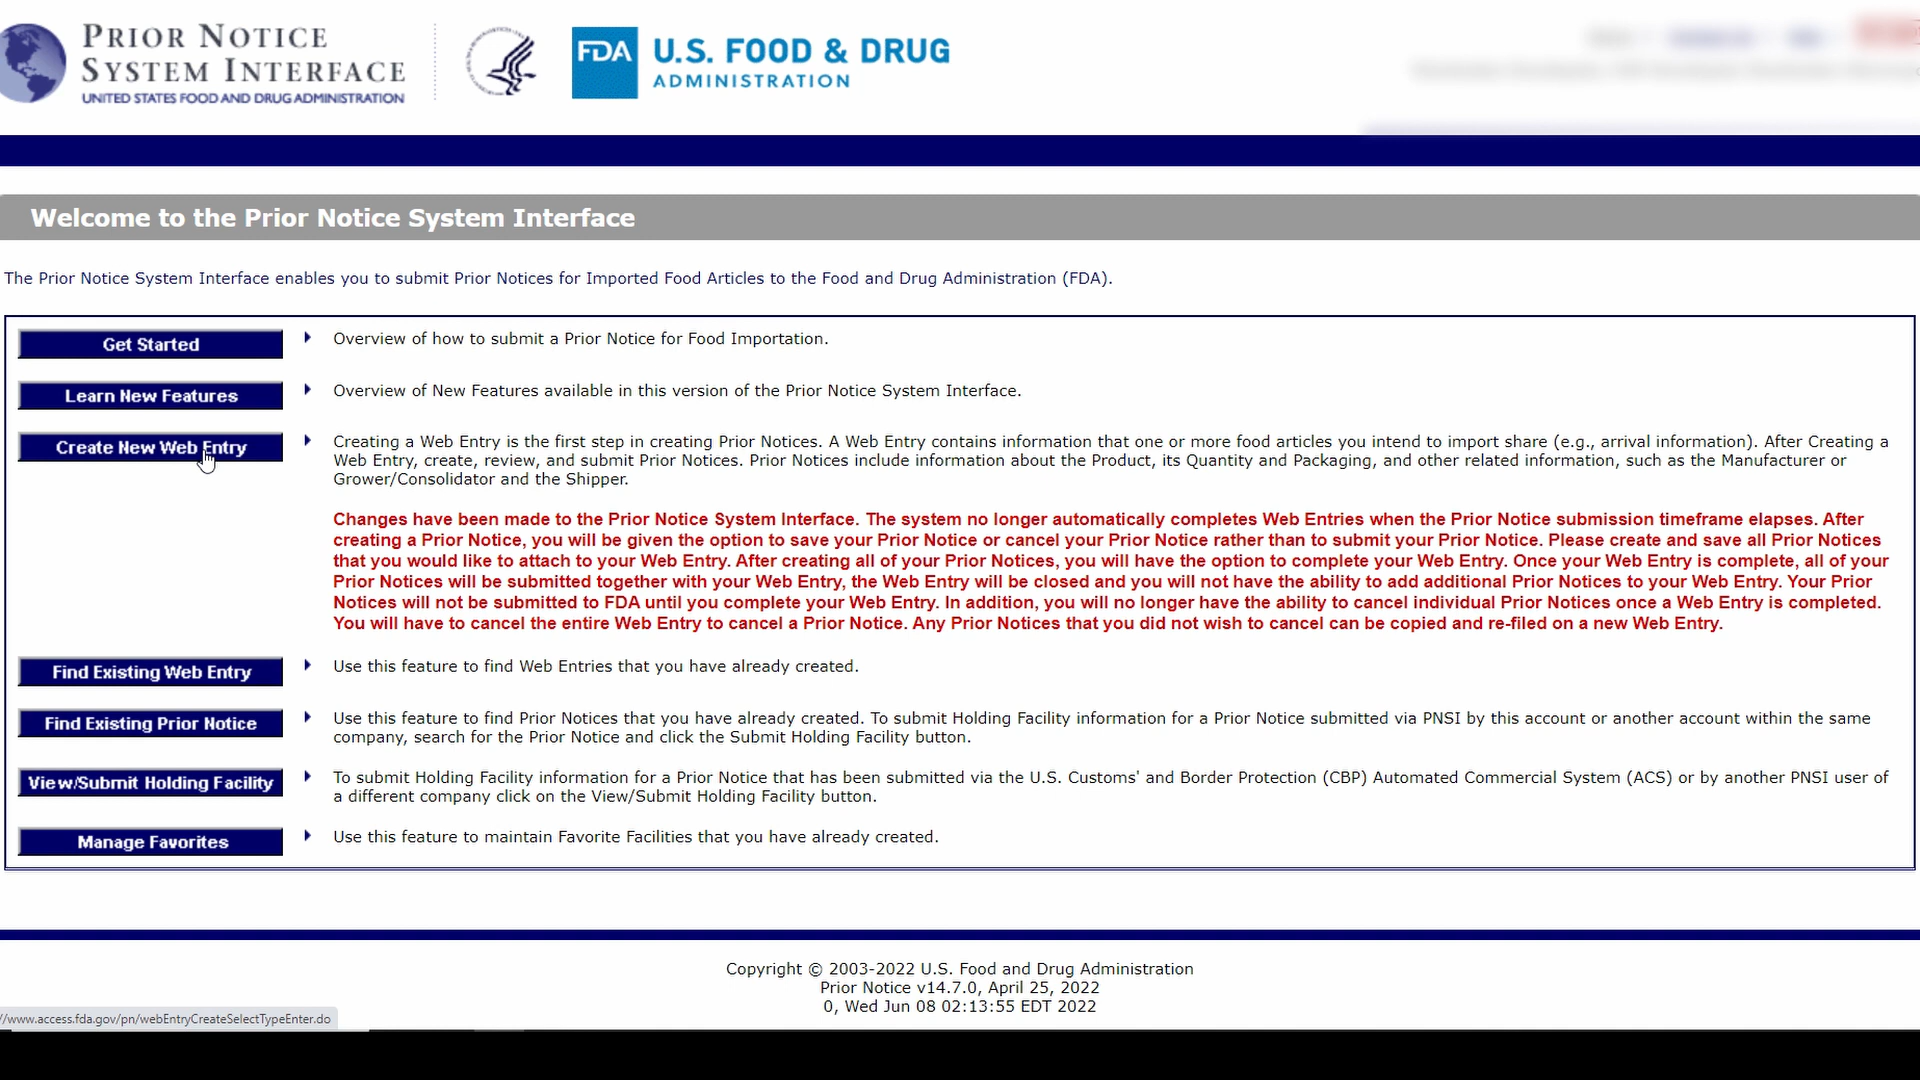 PRIOR NOTICE
SYSTEM INTERFACE
UNITED STATES FOOD AND DRUG ADMINISTRATION
FDA
U.S. FOOD & DRUG
ADMINISTRATION
Welcome to the Prior Notice System Interface
The Prior Notice System Interface enables you to submit Prior Notices for Imported Food Articles to the Food and Drug Administration (FDA).
Get Started
Overview of how to submit a Prior Notice for Food Importation.
Learn New Features
Overview of New Features available in this version of the Prior Notice System Interface.
Create New Web Entry
Creating a Web Entry is the first step in creating Prior Notices. A Web Entry contains information that one or more food articles you intend to import share (e.g., arrival information). After Creating a
Web Entry, create, review, and submit Prior Notices. Prior Notices include information about the Product, its Quantity and Packaging, and other related information, such as the Manufacturer or
Grower/Consolidator and the Shipper.
Changes have been made to the Prior Notice System Interface. The system no longer automatically completes Web Entries when the Prior Notice submission timeframe elapses. After
creating a Prior Notice, you will be given the option to save your Prior Notice or cancel your Prior Notice rather than to submit your Prior Notice. Please create and save all Prior Notices
that you would like to attach to your Web Entry. After creating all of your Prior Notices, you will have the option to complete your Web Entry. Once your Web Entry is complete, all of your
Prior Notices will be submitted together with your Web Entry, the Web Entry will be closed and you will not have the ability to add additional Prior Notices to your Web Entry. Your Prior
Notices will not be submitted to FDA until you complete your Web Entry. In addition, you will no longer have the ability to cancel individual Prior Notices once a Web Entry is completed.
You will have to cancel the entire Web Entry to cancel a Prior Notice. Any Prior Notices that you did not wish to cancel can be copied and re-filed on a new Web Entry.
Find Existing Web Entry
Use this feature to find Web Entries that you have already created.
Find Existing Prior Notice
Use this feature to find Prior Notices that you have already created. To submit Holding Facility information for a Prior Notice submitted via PNSI by this account or another account within the same
company, search for the Prior Notice and click the Submit Holding Facility button.
View/Submit Holding Facility
To submit Holding Facility information for a Prior Notice that has been submitted via the U.S. Customs' and Border Protection (CBP) Automated Commercial System (ACS) or by another PNSI user of
a different company click on the View/Submit Holding Facility button.
Manage Favorites
Use this feature to maintain Favorite Facilities that you have already created.
Copyright © 2003-2022 U.S. Food and Drug Administration
Prior Notice v14.7.0, April 25, 2022
0, Wed Jun 08 02:13:55 EDT 2022
//www.access.fda.gov/pn/webEntryCreateSelectTypeEnter.do